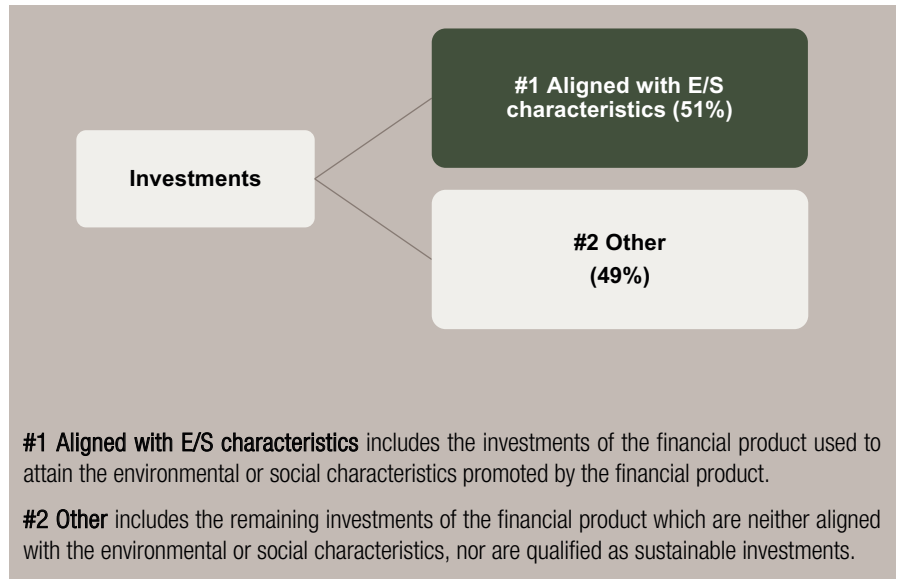 #1 Aligned with E/S
characteristics (51%)
Investments
#2 Other
(49%)
#1 Aligned with E/S characteristics includes the investments of the financial product used to
attain the environmental or social characteristics promoted by the financial product.
#2 Other includes the remaining investments of the financial product which are neither aligned
with the environmental or social characteristics, nor are qualified as sustainable investments.